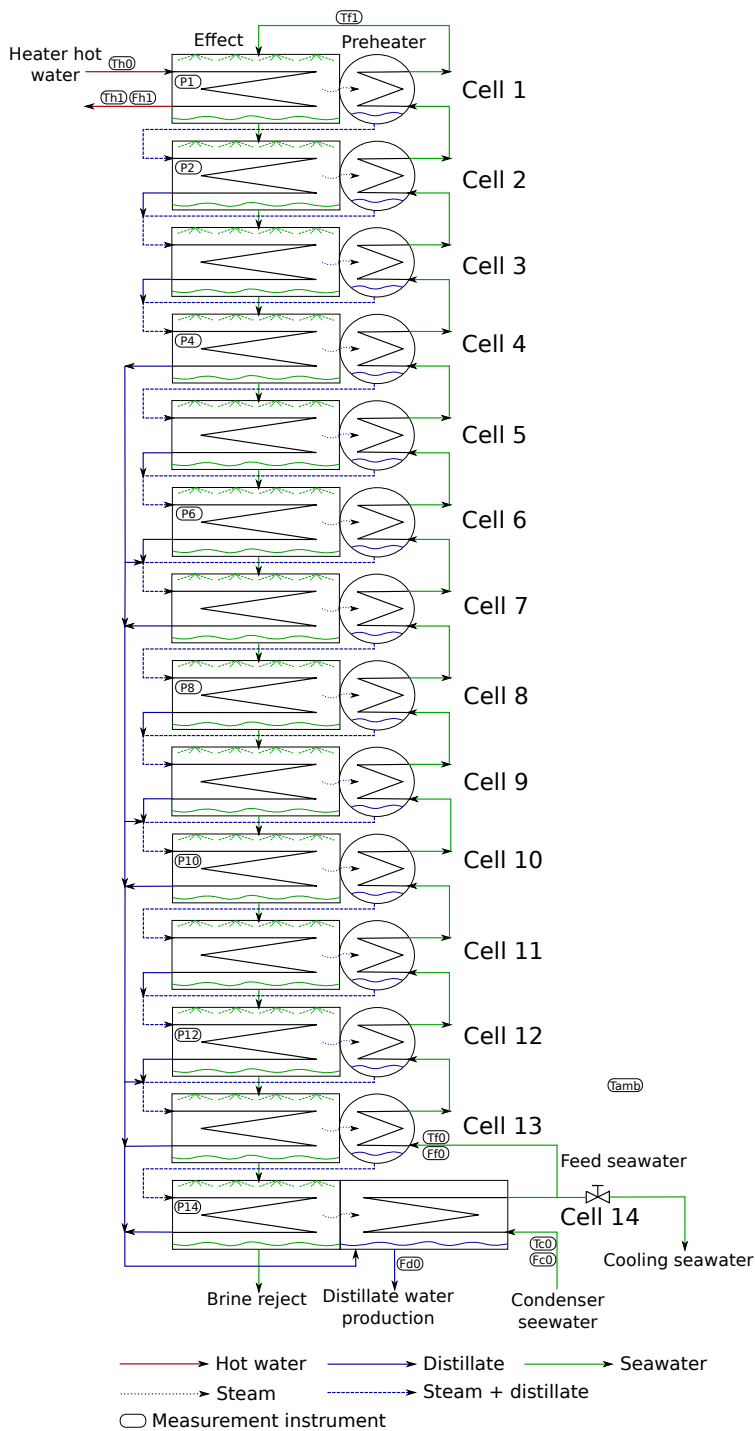 Tf1
Effect
Preheater
Heater hot
water
Th0
P1
Th1 Fh1
Cell 1
P2
Cell 2
Cell 3
P4
Cell 4
Cell 5
P6
Cell 6
Cell 7
P8
Cell 8
Cell 9
P10
Cell 10
Cell 11
P12
Cell 12
Tamb
Cell 13
Tf0
Ff0
Feed seawater
P14
Cell 14
Tc0
Fc0
Cooling seawater
Fd0
Brine reject
Distillate water
production
Condenser
seewater
Hot water
Distillate
Seawater
Steam
Steam + distillate
Measurement instrument